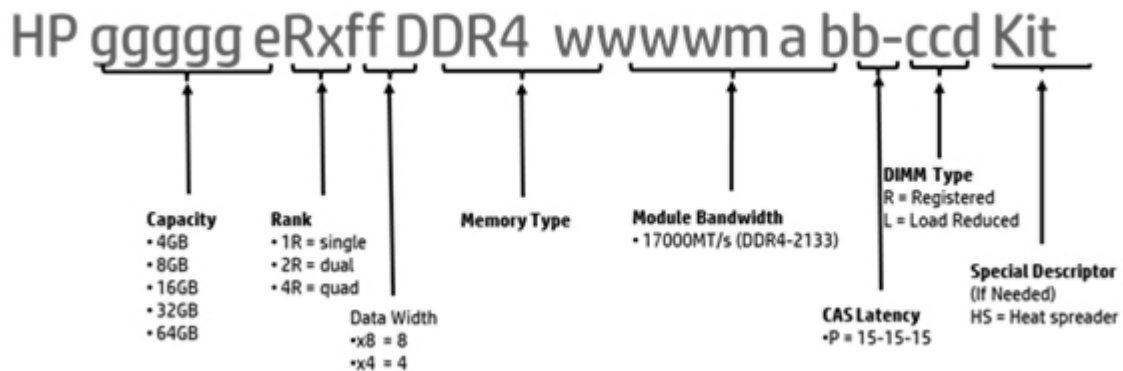 HP ggggg eRxff DDR4 wwwwm a bb-ccd Kit
Capacity
• 4GB
• 8GB
• 16GB
• 32GB
• 64GB
Rank
• 1R = single
• 2R = dual
• 4R = quad
Data Width
•x8 = 8
•x4 = 4
Memory Type
Module Bandwidth
• 17000MT/s (DDR4-2133)
CAS Latency
•P = 15-15-15
DIMM Type
R = Registered
L = Load Reduced
Special Descriptor
(If Needed)
HS = Heat spreader